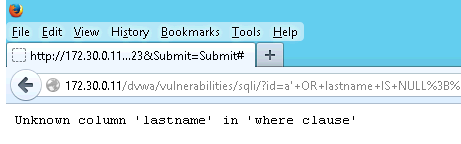 File Edit View History Bookmarks Tools Help
http://172.30.0.11...23&Submit=Submit# +
172.30.0.11/dvwa/vulnerabilities/sqli/?id=a'+OR+lastname+IS+NULL%3B%
Unknown column 'lastname' in 'where clause'